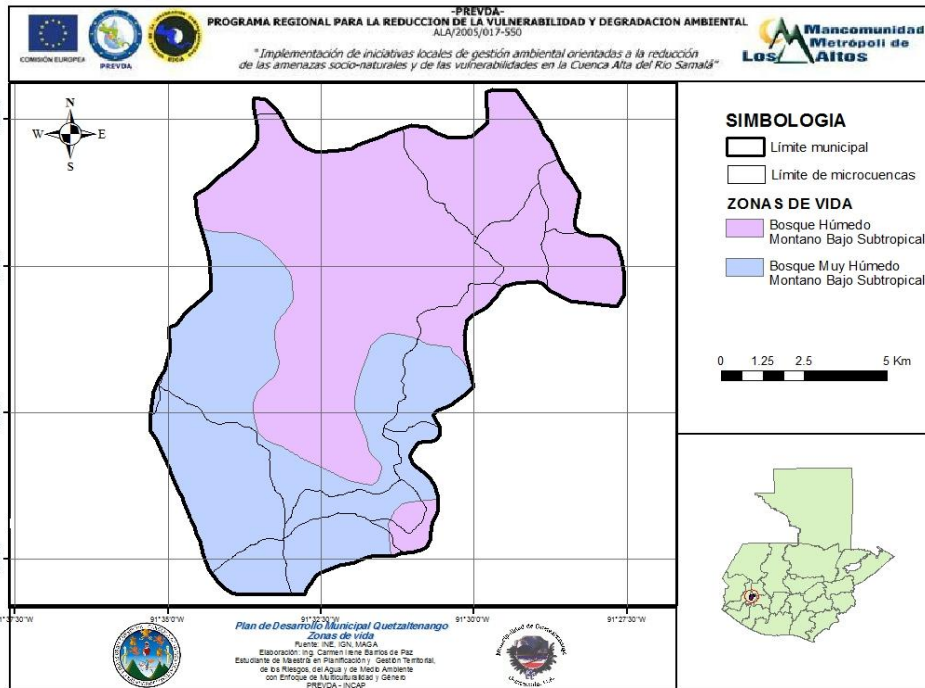 -PREVDA-
PROGRAMA REGIONAL PARA LA REDUCCION DE LA VULNERABILIDAD Y DEGRADACION AMBIENTAL
ALA/2005/017-550
"Implementación de iniciativas locales de gestión ambiental orientadas a la reducción
de las amenazas socio-naturales y de las vulnerabilidades en la Cuenca Alta del Rio Samalá"
COMISIÓN EUROPEA
PREVDA
Mancomunidad
Metrópoli de
Los Altos
N
W E
S
SIMBOLOGIA
Límite municipal
Límite de microcuencas
ZONAS DE VIDA
Bosque Húmedo
Montano Bajo Subtropical
Bosque Muy Húmedo
Montano Bajo Subtropical
0 1.25 2.5 5 Km
91°32'30"W
91°30'0"W
91°27'30"W
Plan de Desarrollo Municipal Quetzaltenango
Zonas de vida
Fuente: INE, IGN, MAGA
Elaboración: Ing. Carmen Irene Barrios de Paz
Estudiante de Maestría en Planificación y Gestión Territorial,
de los Riesgos, del Agua y de Medio Ambiente
con Enfoque de Multiculturalidad y Género
PREVDA - INCAP